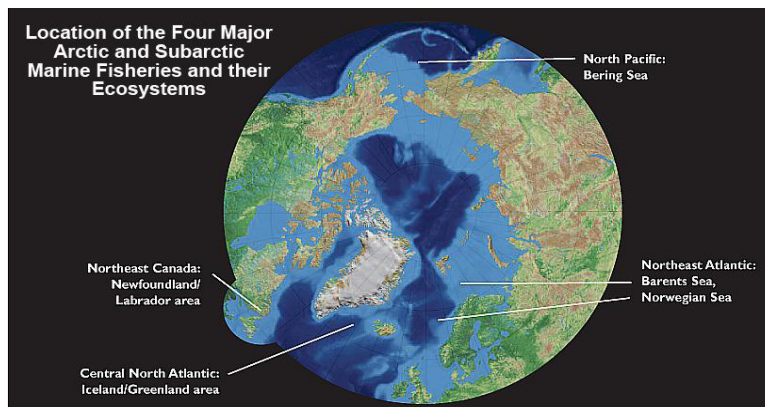 Location of the Four Major
Arctic and Subarctic
Marine Fisheries and their
Ecosystems
North Pacific:
Bering Sea
Northeast Canada:
Newfoundland/
Labrador area
Northeast Atlantic:
Barents Sea,
Norwegian Sea
Central North Atlantic:
Iceland/Greenland area